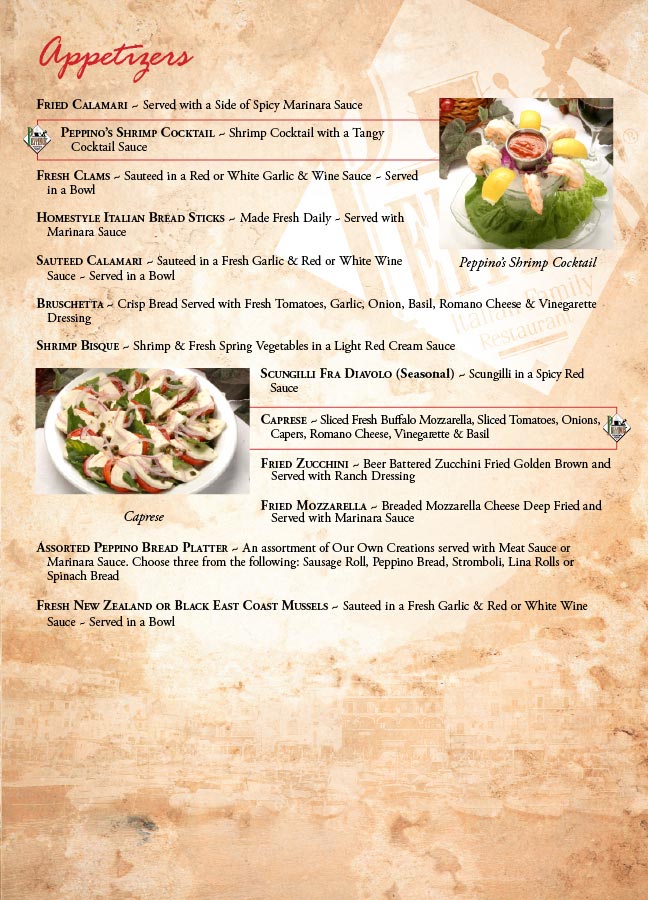 Appetizers
Fried Calamari ~ Served with a Side of Spicy Marinara Sauce
Peppino's Shrimp Cocktail ~ Shrimp Cocktail with a Tangy
Cocktail Sauce
Fresh Clams ~ Sauteed in a Red or White Garlic & Wine Sauce ~ Served
in a Bowl
Homestyle Italian Bread Sticks ~ Made Fresh Daily ~ Served with
Marinara Sauce
Sauteed Calamari ~ Sauteed in a Fresh Garlic & Red or White Wine
Sauce ~ Served in a Bowl
Peppino's Shrimp Cocktail
Bruschetta ~ Crisp Bread Served with Fresh Tomatoes, Garlic, Onion, Basil, Romano Cheese & Vinegarette
Dressing
Italian Family
Restaurant
Shrimp Bisque ~ Shrimp & Fresh Spring Vegetables in a Light Red Cream Sauce
Scungilli Fra Diavolo (Seasonal) ~ Scungilli in a Spicy Red
Sauce
Caprese ~ Sliced Fresh Buffalo Mozzarella, Sliced Tomatoes, Onions,
Capers, Romano Cheese, Vinegarette & Basil
Fried Zucchini ~ Beer Battered Zucchini Fried Golden Brown and
Served with Ranch Dressing
Fried Mozzarella ~ Breaded Mozzarella Cheese Deep Fried and
Served with Marinara Sauce
Caprese
Assorted Peppino Bread Platter ~ An assortment of Our Own Creations served with Meat Sauce or
Marinara Sauce. Choose three from the following: Sausage Roll, Peppino Bread, Stromboli, Lina Rolls or
Spinach Bread
Fresh New Zealand or Black East Coast Mussels ~ Sauteed in a Fresh Garlic & Red or White Wine
Sauce ~ Served in a Bowl